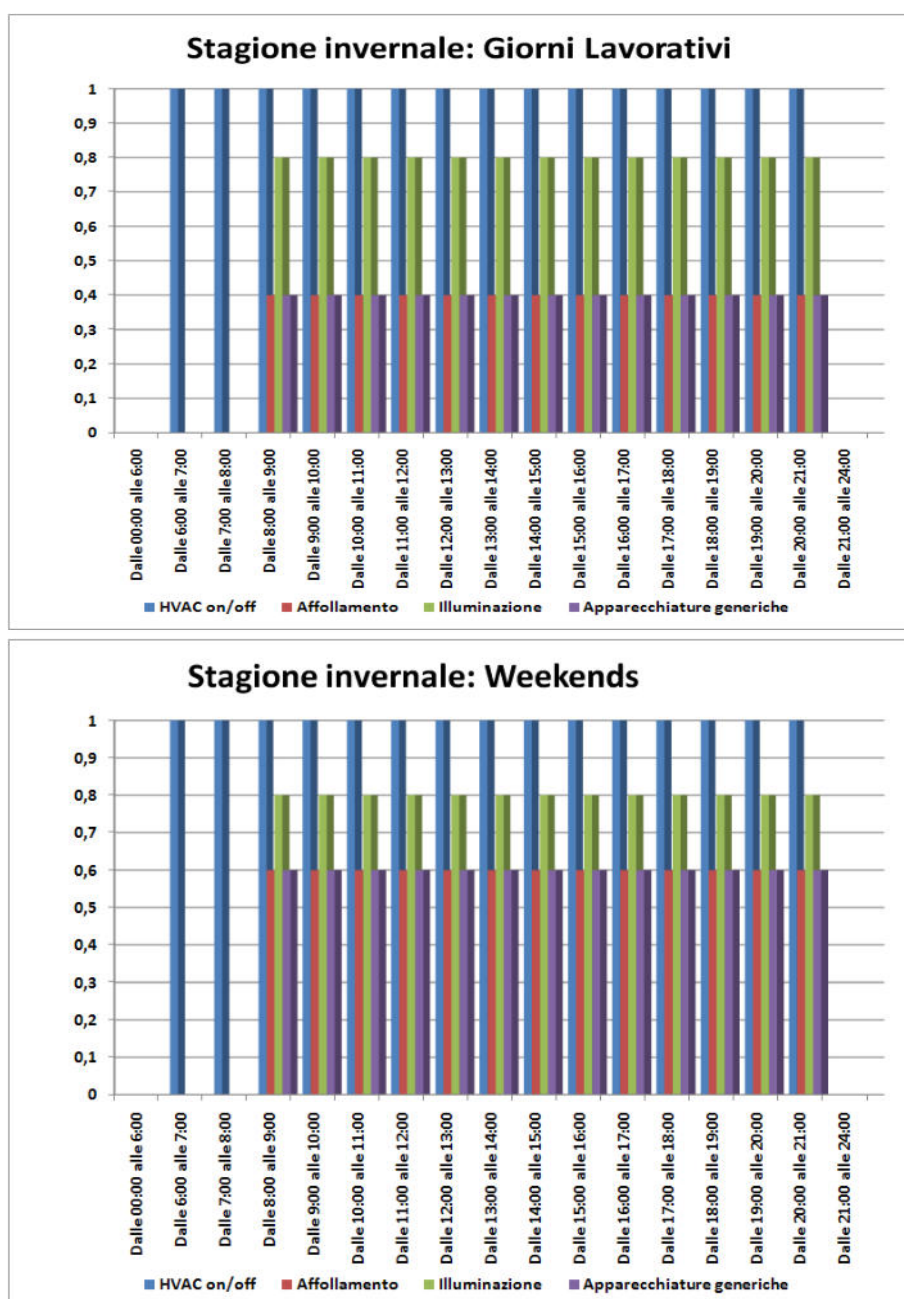 Stagione invernale: Giorni Lavorativi
1
0,9
0,8
0,7
0,6
0,5
0,4
0,3
0,2
0,1
0
Dalle 00:00 alle 6:00
Dalle 6:00 alle 7:00
Dalle 7:00 alle 8:00
Dalle 8:00 alle 9:00
Dalle 9:00 alle 10:00
Dalle 10:00 alle 11:00
Dalle 11:00 alle 12:00
Dalle 12:00 alle 13:00
Dalle 13:00 alle 14:00
Dalle 14:00 alle 15:00
Dalle 15:00 alle 16:00
Dalle 16:00 alle 17:00
Dalle 17:00 alle 18:00
Dalle 18:00 alle 19:00
Dalle 19:00 alle 20:00
Dalle 20:00 alle 21:00
Dalle 21:00 alle 24:00
HVAC on/off Affollamento Illuminazione Apparecchiature generiche
Stagione invernale: Weekends
1
0,9
0,8
0,7
0,6
0,5
0,4
0,3
0,2
0,1
0
Dalle 00:00 alle 6:00
Dalle 6:00 alle 7:00
Dalle 7:00 alle 8:00
Dalle 8:00 alle 9:00
Dalle 9:00 alle 10:00
Dalle 10:00 alle 11:00
Dalle 11:00 alle 12:00
Dalle 12:00 alle 13:00
Dalle 13:00 alle 14:00
Dalle 14:00 alle 15:00
Dalle 15:00 alle 16:00
Dalle 16:00 alle 17:00
Dalle 17:00 alle 18:00
Dalle 18:00 alle 19:00
Dalle 19:00 alle 20:00
Dalle 20:00 alle 21:00
Dalle 21:00 alle 24:00
HVAC on/off Affollamento Illuminazione Apparecchiature generiche